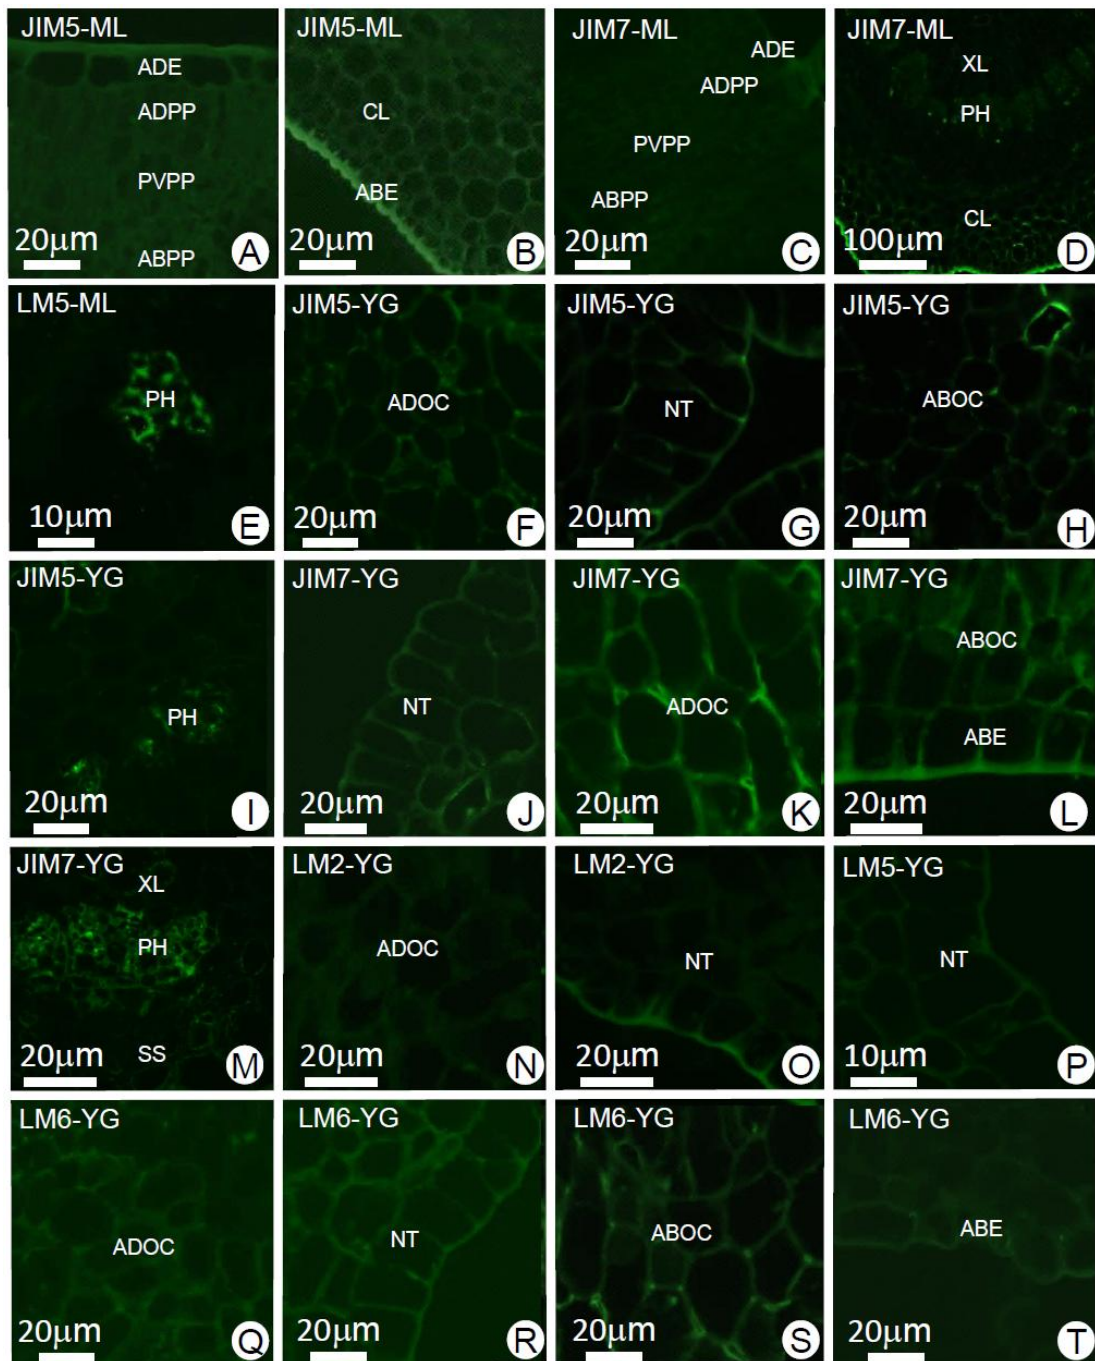 JIM5-ML
ADE
ADPP
PVPP
ABPP
20μm
A
JIM5-ML
CL
ABE
20μm
B
JIM7-ML
ADE
ADPP
PVPP
ABPP
20μm
C
JIM7-ML
XL
PH
CL
100μm
D
LM5-ML
PH
10μm
E
JIM5-YG
ADOC
20μm
F
JIM5-YG
NT
20μm
G
JIM5-YG
ABOC
20μm
H
JIM5-YG
PH
20μm
I
JIM7-YG
NT
20μm
J
JIM7-YG
ADOC
20μm
K
JIM7-YG
ABOC
ABE
20μm
L
JIM7-YG
XL
PH
SS
20μm
M
LM2-YG
ADOC
20μm
N
LM2-YG
NT
20μm
O
LM5-YG
NT
10μm
P
LM6-YG
ADOC
20μm
Q
LM6-YG
NT
20μm
R
LM6-YG
ABOC
20μm
S
LM6-YG
ABE
20μm
T